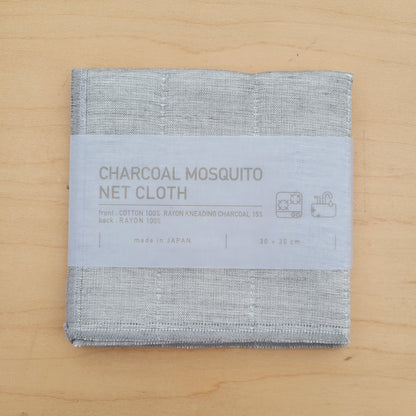 CHARCOAL MOSQUITO
NET CLOTH
front : COTTON 100% RAYON KNEADING CHARCOAL 15%
back : RAYON 100%
made in JAPAN
30 × 30 cm